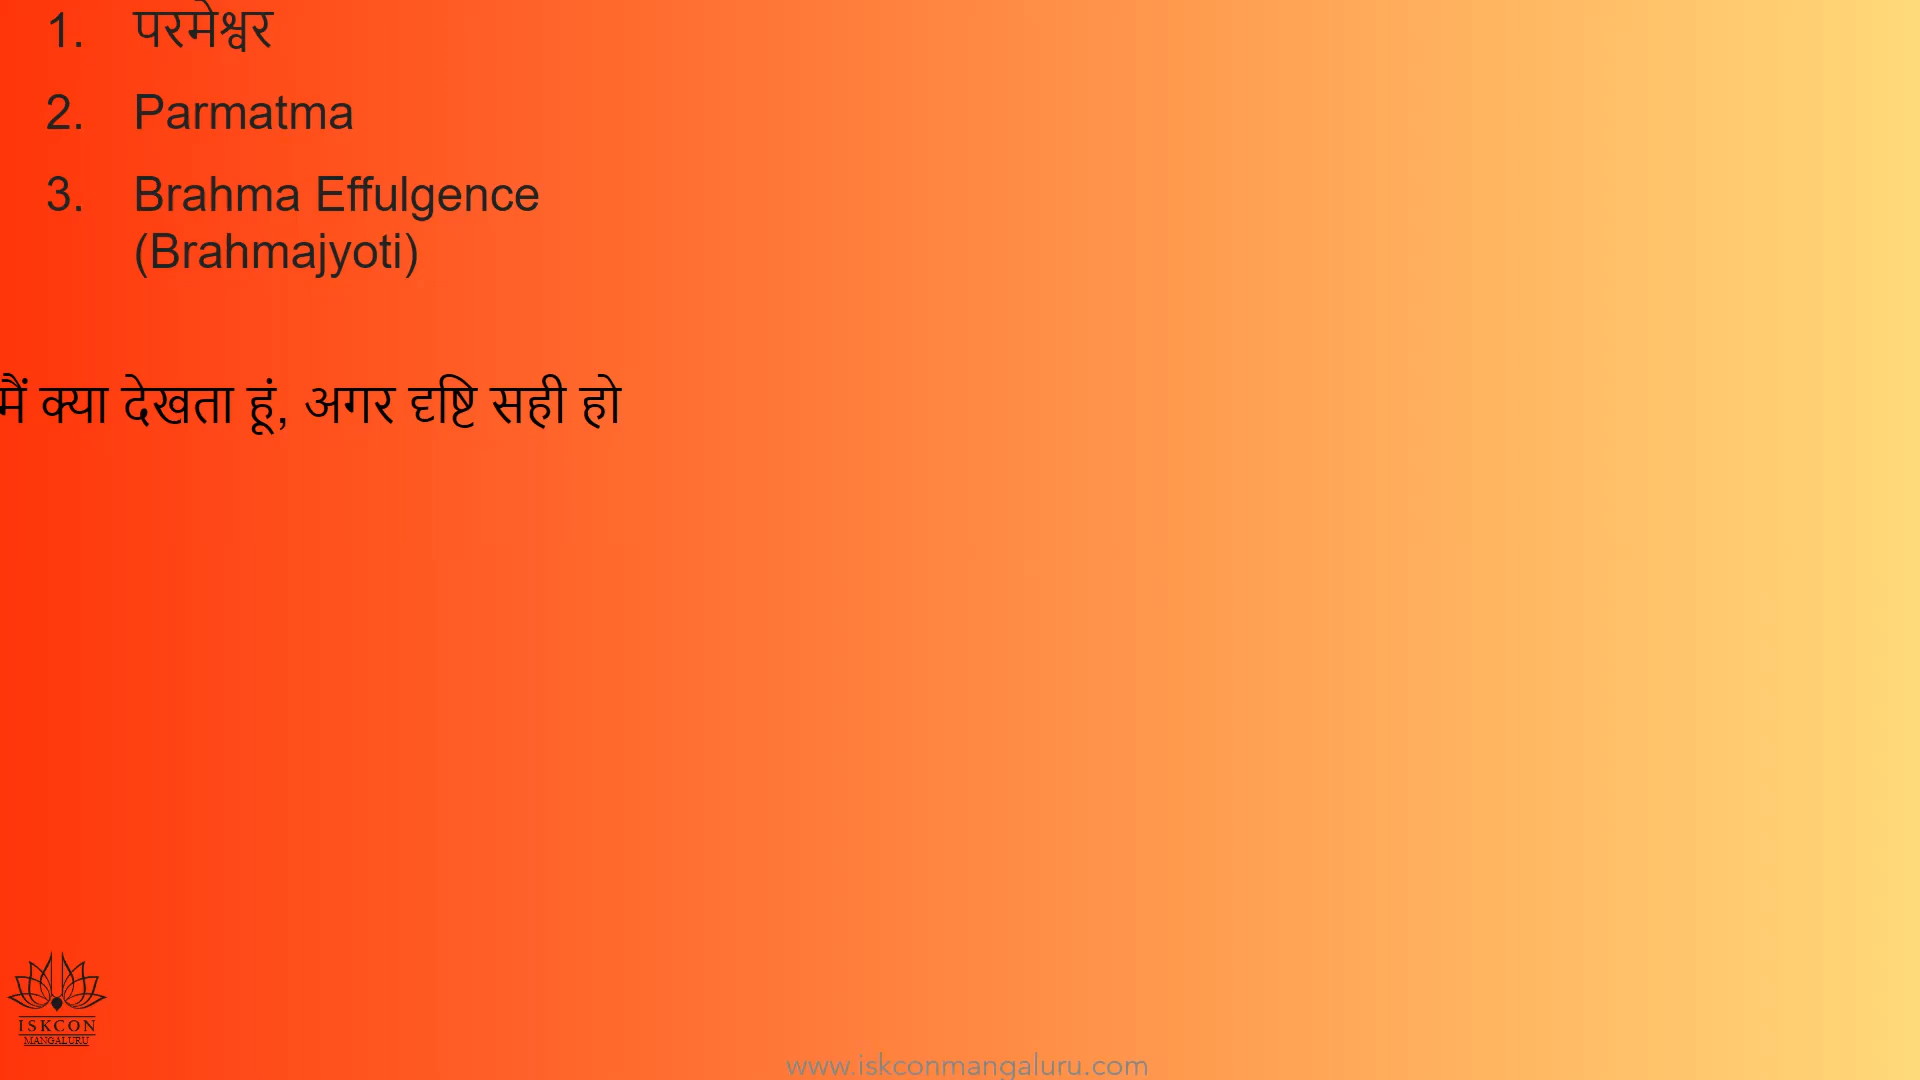 1. परमेश्वर
2. Parmatma
3. Brahma Effulgence
(Brahmajyoti)
मैं क्या देखता हूं, अगर दृष्टि सही हो
ISKCON
MANGALURU
www.iskconmangaluru.com